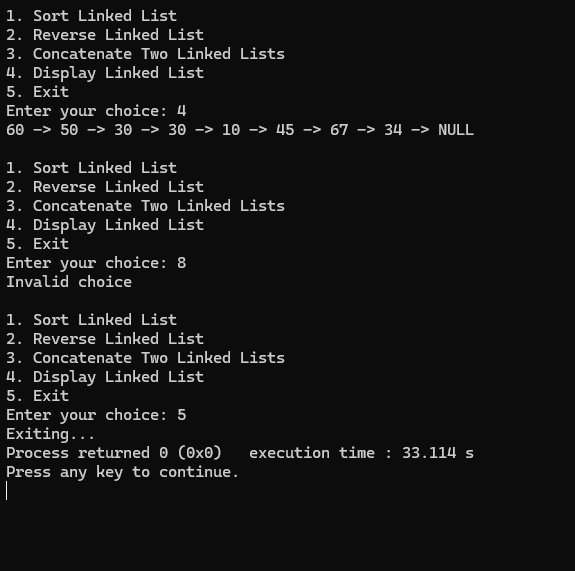 1. Sort Linked List
2. Reverse Linked List
3. Concatenate Two Linked Lists
4. Display Linked List
5. Exit
Enter your choice: 4
60 -> 50 -> 30 -> 30 -> 10 -> 45 -> 67 -> 34 -> NULL

1. Sort Linked List
2. Reverse Linked List
3. Concatenate Two Linked Lists
4. Display Linked List
5. Exit
Enter your choice: 8
Invalid choice

1. Sort Linked List
2. Reverse Linked List
3. Concatenate Two Linked Lists
4. Display Linked List
5. Exit
Enter your choice: 5
Exiting...
Process returned 0 (0x0)   execution time : 33.114 s
Press any key to continue.